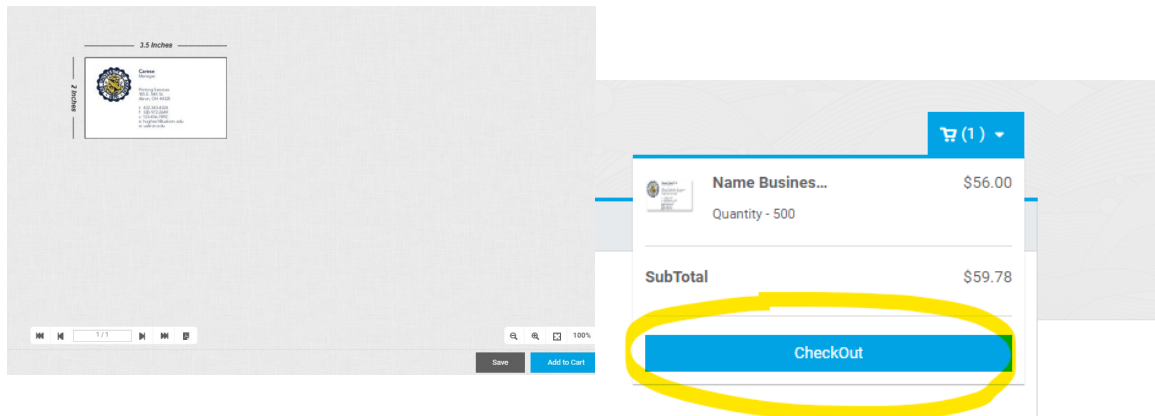 3.5 Inches
2 Inches
Carese
Manager
Printing Services
Akron, OH 44325
1 / 1
100%
Save
Add to Cart
(1)
Name Busines...
$56.00
Quantity - 500
SubTotal
$59.78
CheckOut